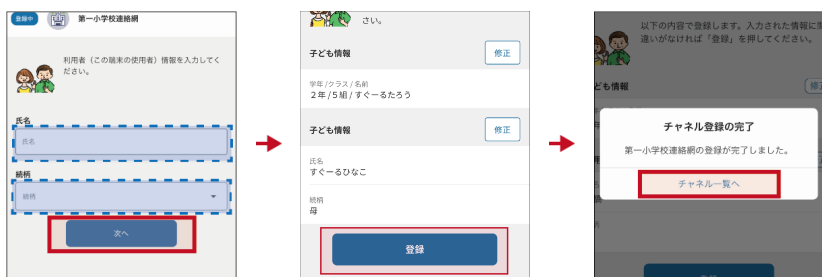 登録中
第一小学校連絡網
利用者（この端末の使用者）情報を入力してく
ださい。
氏名
氏名
続柄
続柄
次へ
さい。
子ども情報
修正
学年/クラス/名前
２年/５組/すぐーるたろう
子ども情報
修正
氏名
すぐーるひなこ
続柄
母
登録
以下の内容で登録します。入力された情報に間
違いがなければ「登録」を押してください。
ども情報
チャネル登録の完了
第一小学校連絡網の登録が完了しました。
チャネル一覧へ